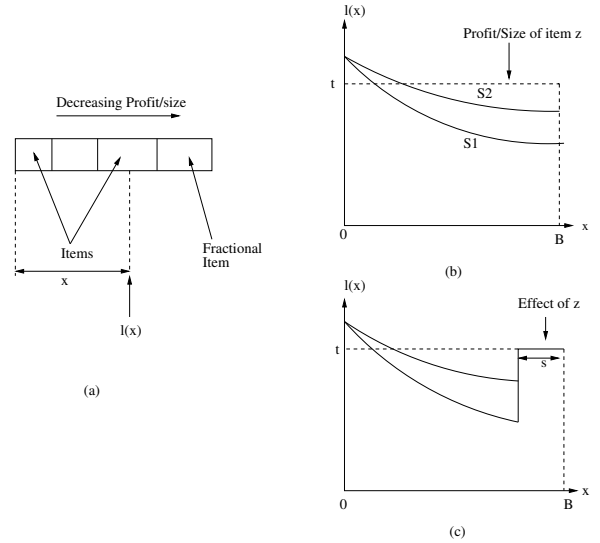 Decreasing Profit/size
Items
Fractional
Item
x
l(x)
(a)
l(x)
Profit/Size of item z
t
S2
S1
0
B
x
(b)
l(x)
Effect of z
t
s
0
B
x
(c)